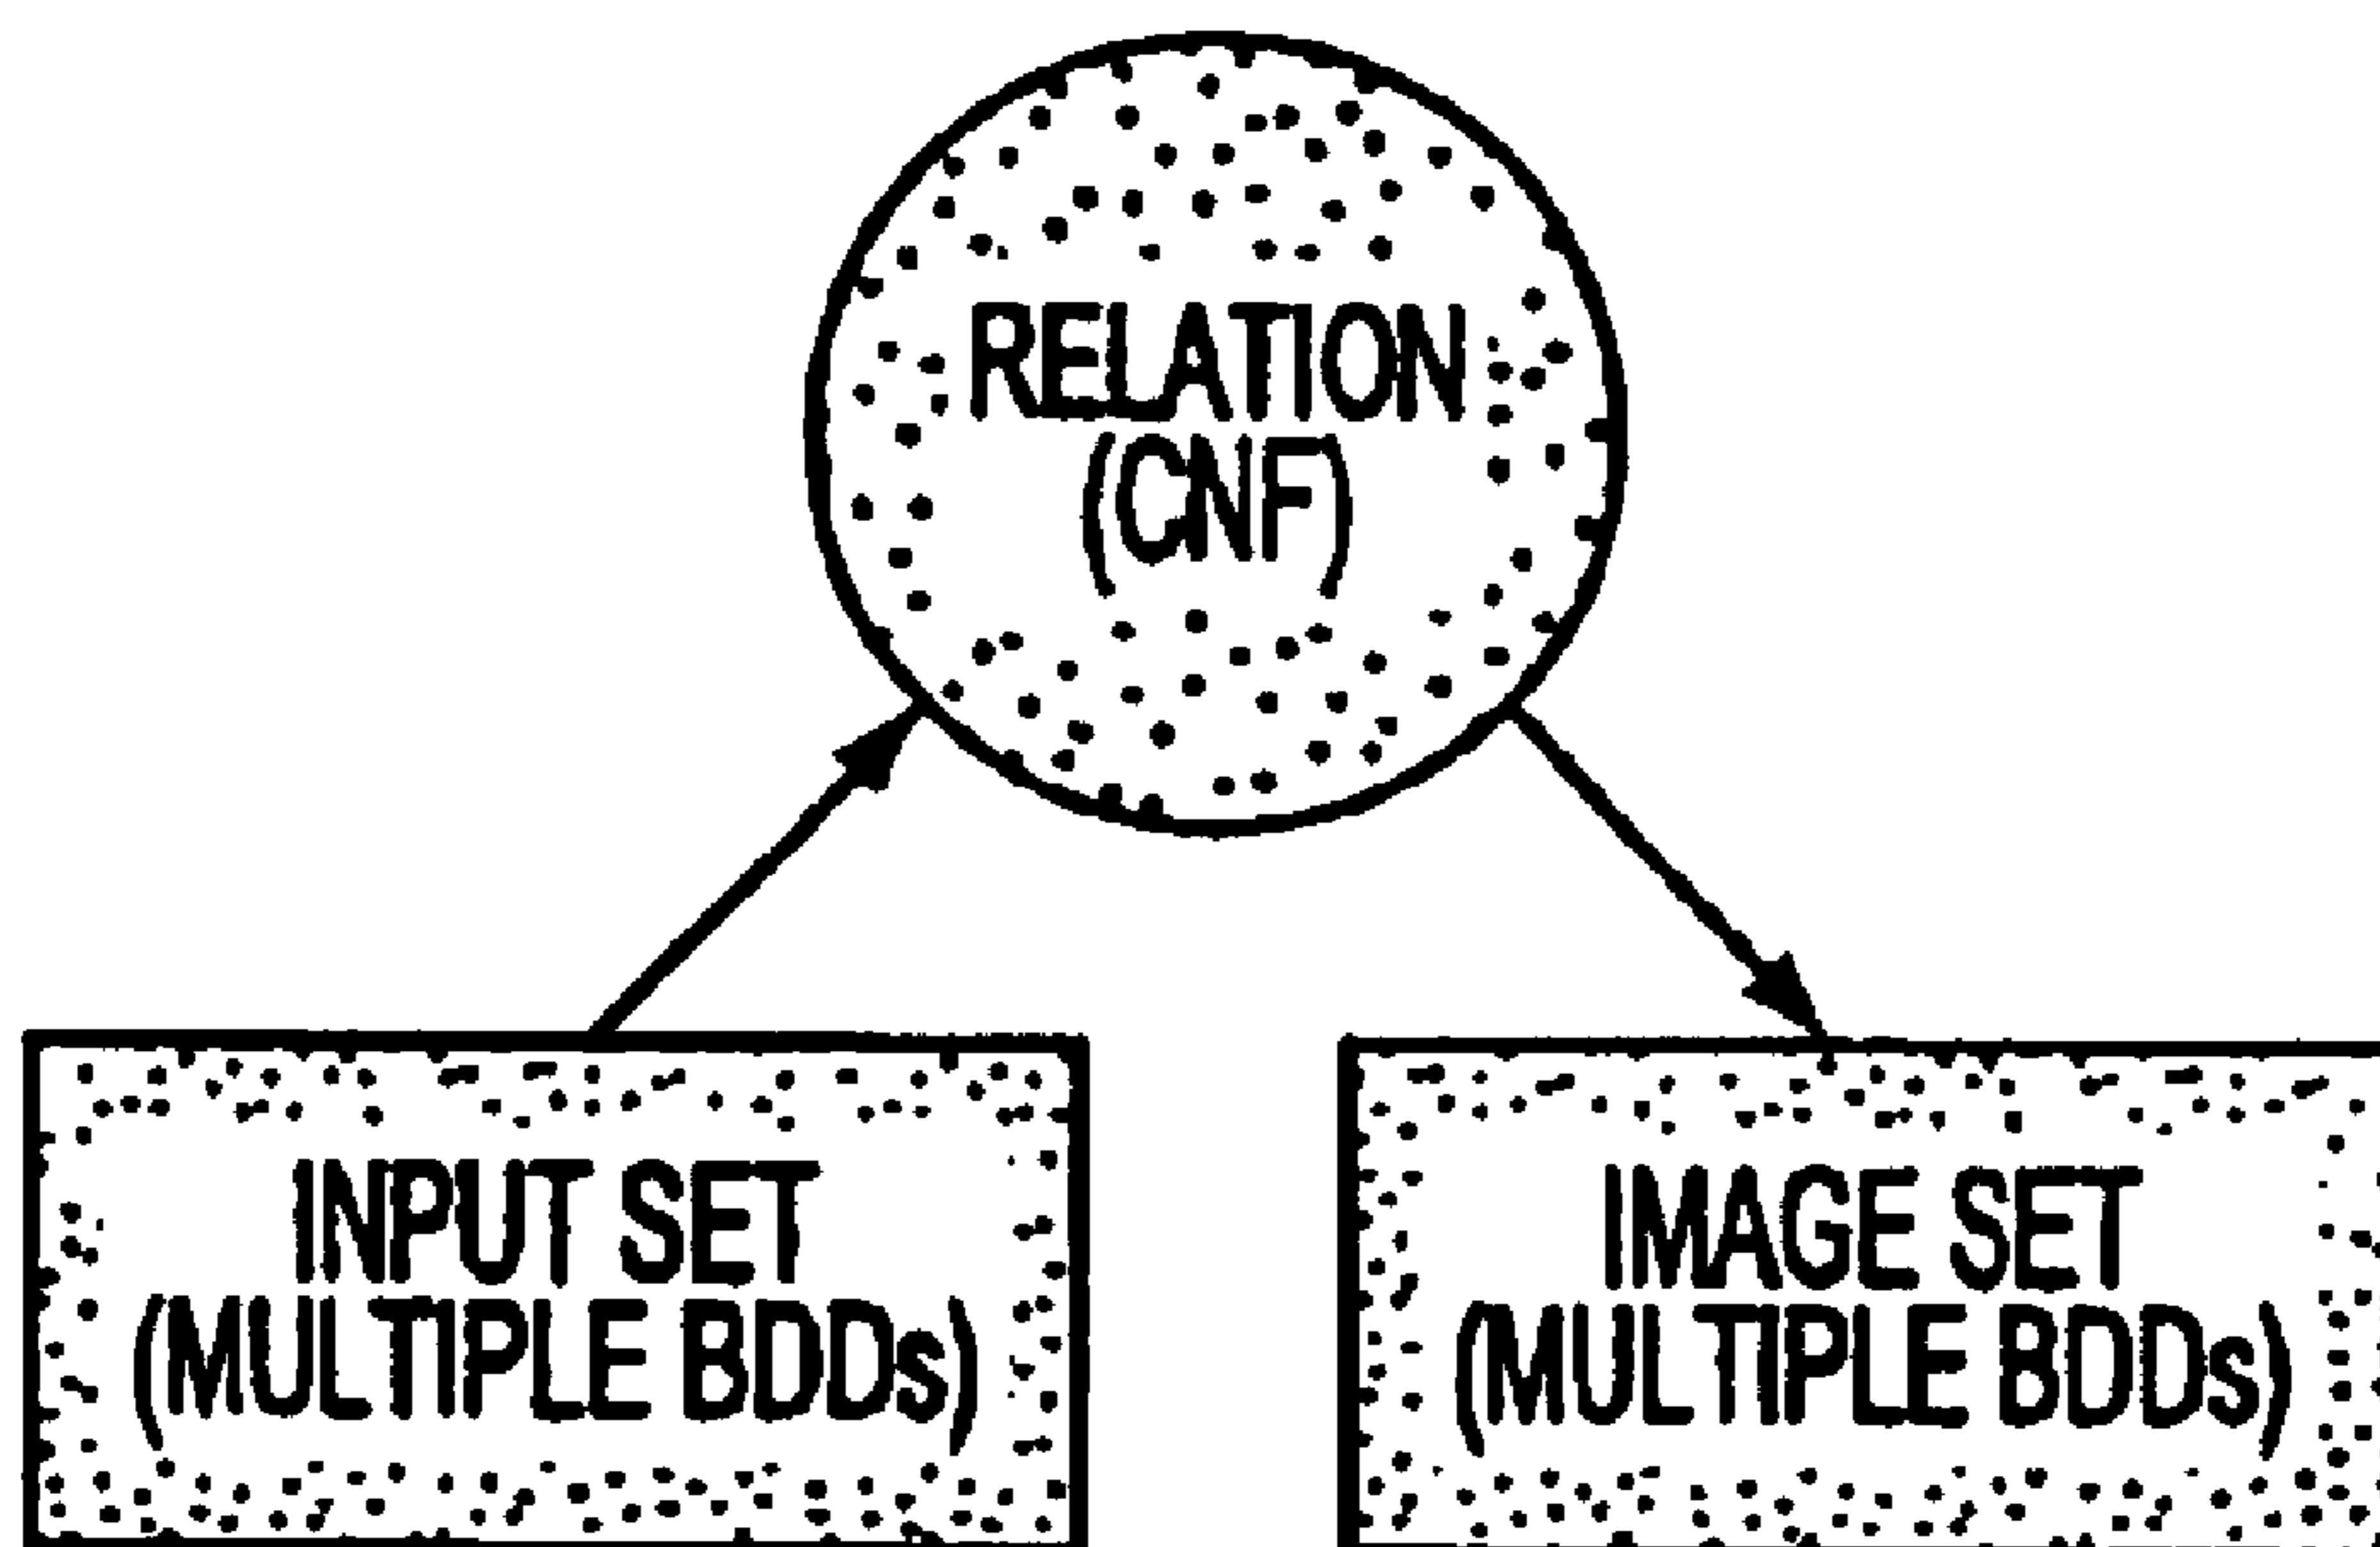 RELATION
(CNF)
INPUT SET
(MULTIPLE BDDs)
IMAGE SET
(MULTIPLE BDDs)